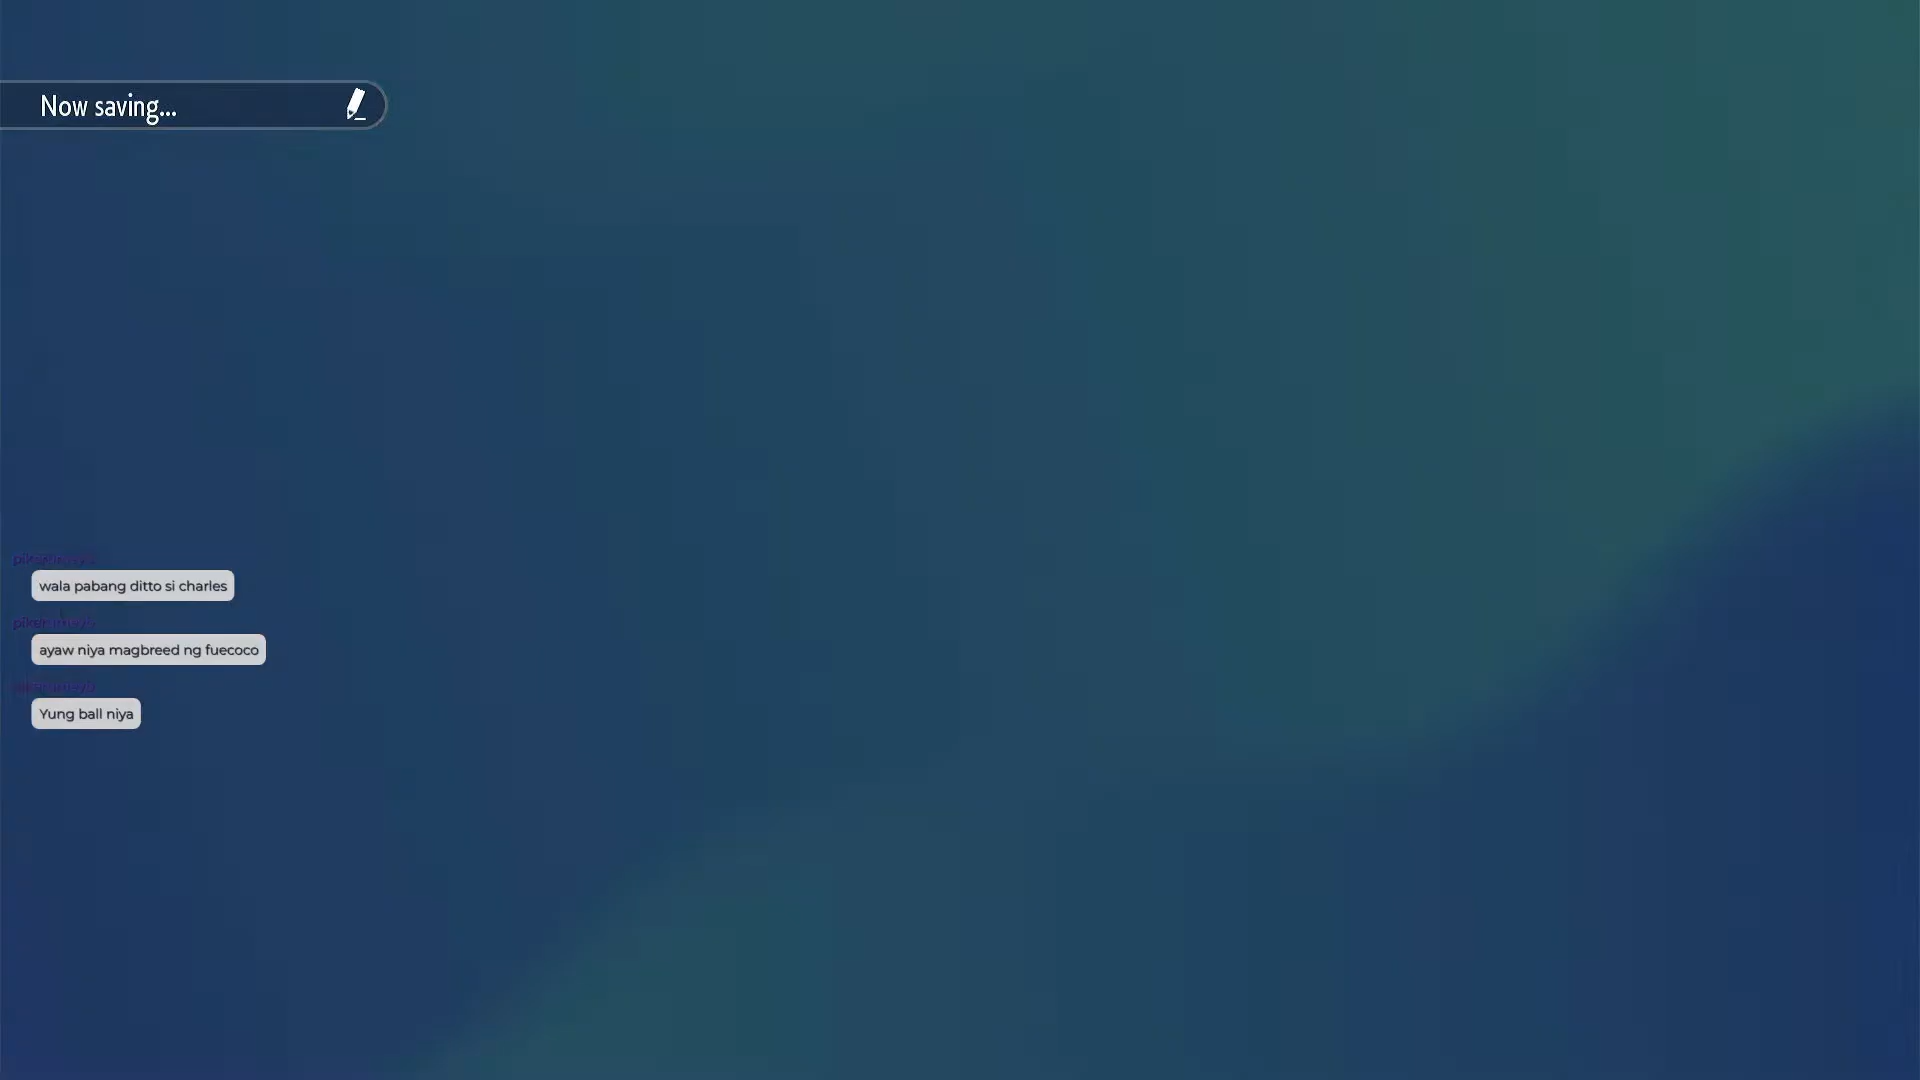 Now saving...
wala pabang ditto si charles
ayaw niya magbreed ng fuecoco
Yung ball niya